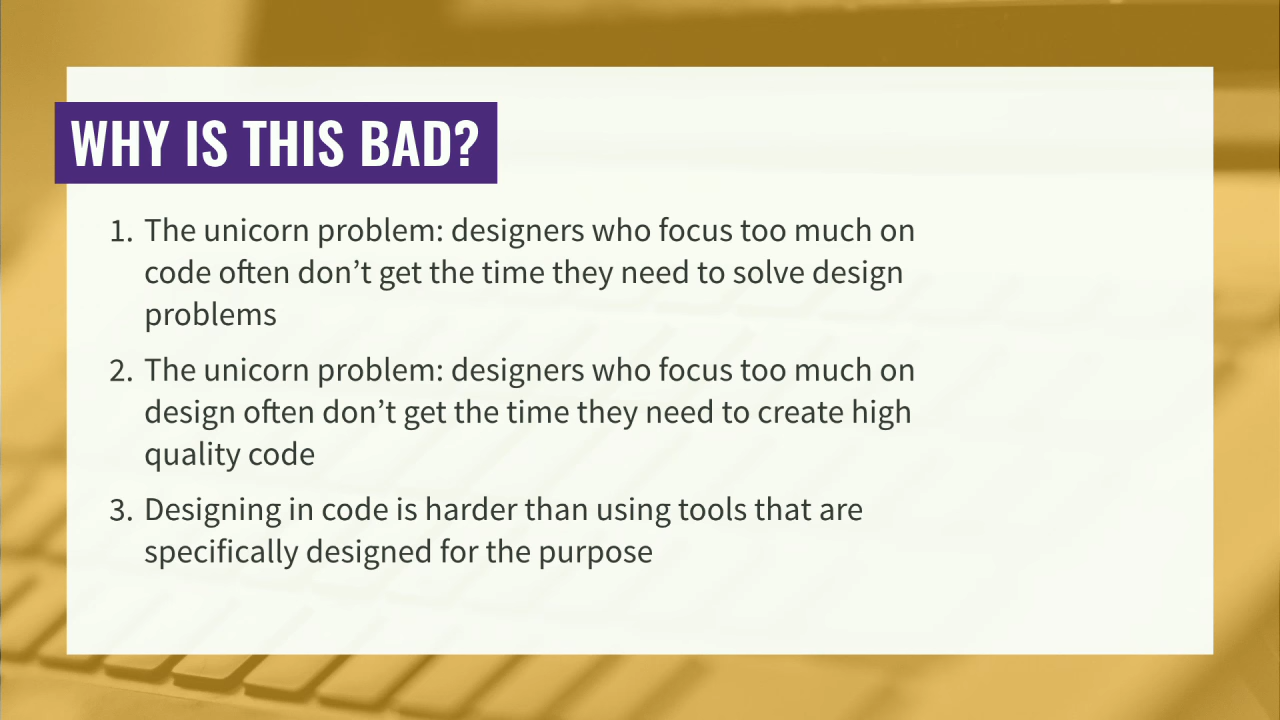 WHY IS THIS BAD?
1. The unicorn problem: designers who focus too much on
code often don’t get the time they need to solve design
problems
2. The unicorn problem: designers who focus too much on
design often don’t get the time they need to create high
quality code
3. Designing in code is harder than using tools that are
specifically designed for the purpose